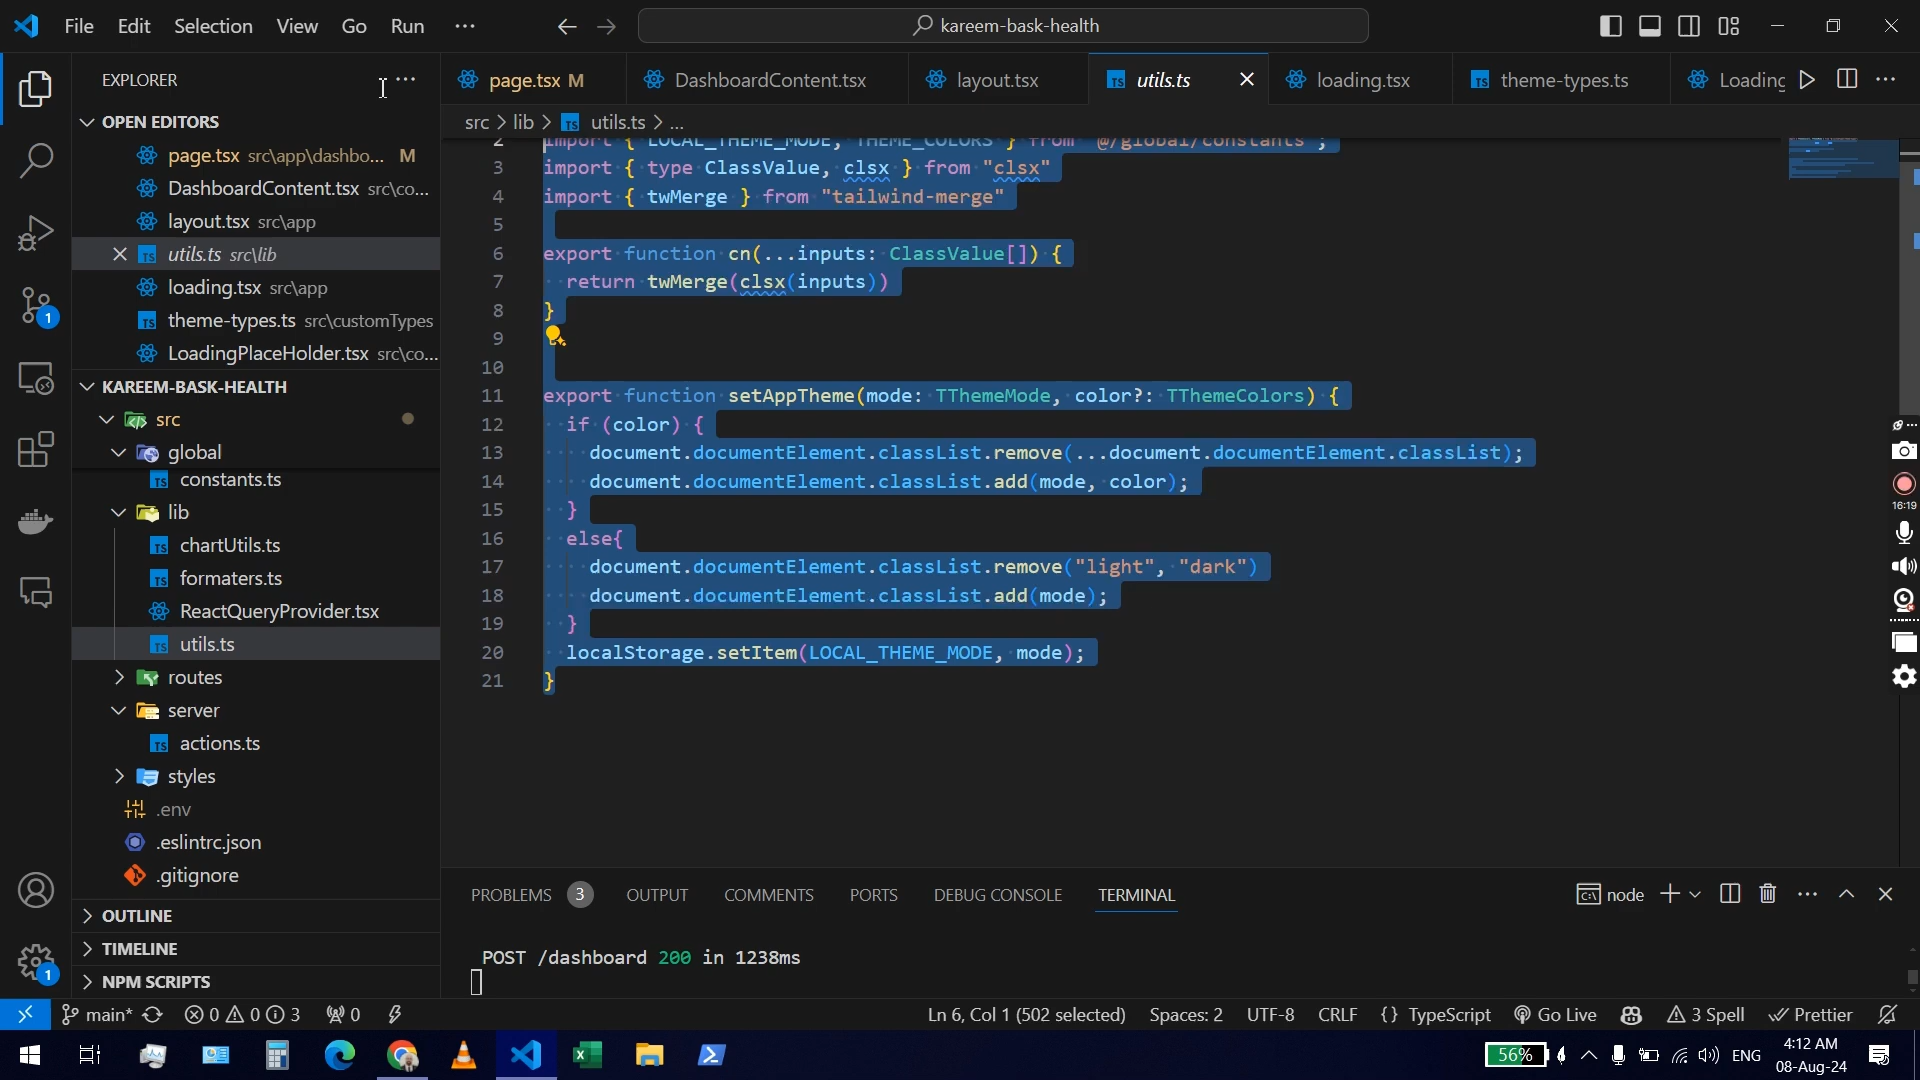 File Edit Selection View Go Run ... kareem-bask-health
EXPLORER ...
OPEN EDITORS
page.tsx src\app\dashbo... M
DashboardContent.tsx src\co...
layout.tsx src\app
utils.ts src\lib
loading.tsx src\app
theme-types.ts src\customTypes
LoadingPlaceHolder.tsx src\co...
KAREEM-BASK-HEALTH
src
global
constants.ts
lib
chartUtils.ts
formaters.ts
ReactQueryProvider.tsx
utils.ts
routes
server
actions.ts
styles
.env
.eslintrc.json
.gitignore
OUTLINE
TIMELINE
NPM SCRIPTS
page.tsx M DashboardContent.tsx layout.tsx utils.ts loading.tsx theme-types.ts Loading
src > lib > TS utils.ts > ...
2 import { LOCAL_THEME_MODE, THEME_COLORS } from "@/global/constants";
3 import { type ClassValue, clsx } from "clsx"
4 import { twMerge } from "tailwind-merge"
5
6 export function cn(...inputs: ClassValue[]) {
7 return twMerge(clsx(inputs))
8 }
9
10
11 export function setAppTheme(mode: TThemeMode, color?: TThemeColors) {
12 if (color) {
13 document.documentElement.classList.remove(...document.documentElement.classList);
14 document.documentElement.classList.add(mode, color);
15 }
16 else{
17 document.documentElement.classList.remove("light", "dark")
18 document.documentElement.classList.add(mode);
19 }
20 localStorage.setItem(LOCAL_THEME_MODE, mode);
21 }
16:19
PROBLEMS 3 OUTPUT COMMENTS PORTS DEBUG CONSOLE TERMINAL node
POST /dashboard 200 in 1238ms
main* 0 0 3 0 Ln 6, Col 1 (502 selected) Spaces: 2 UTF-8 CRLF {} TypeScript Go Live 3 Spell Prettier
56% ENG 4:12 AM
08-Aug-24